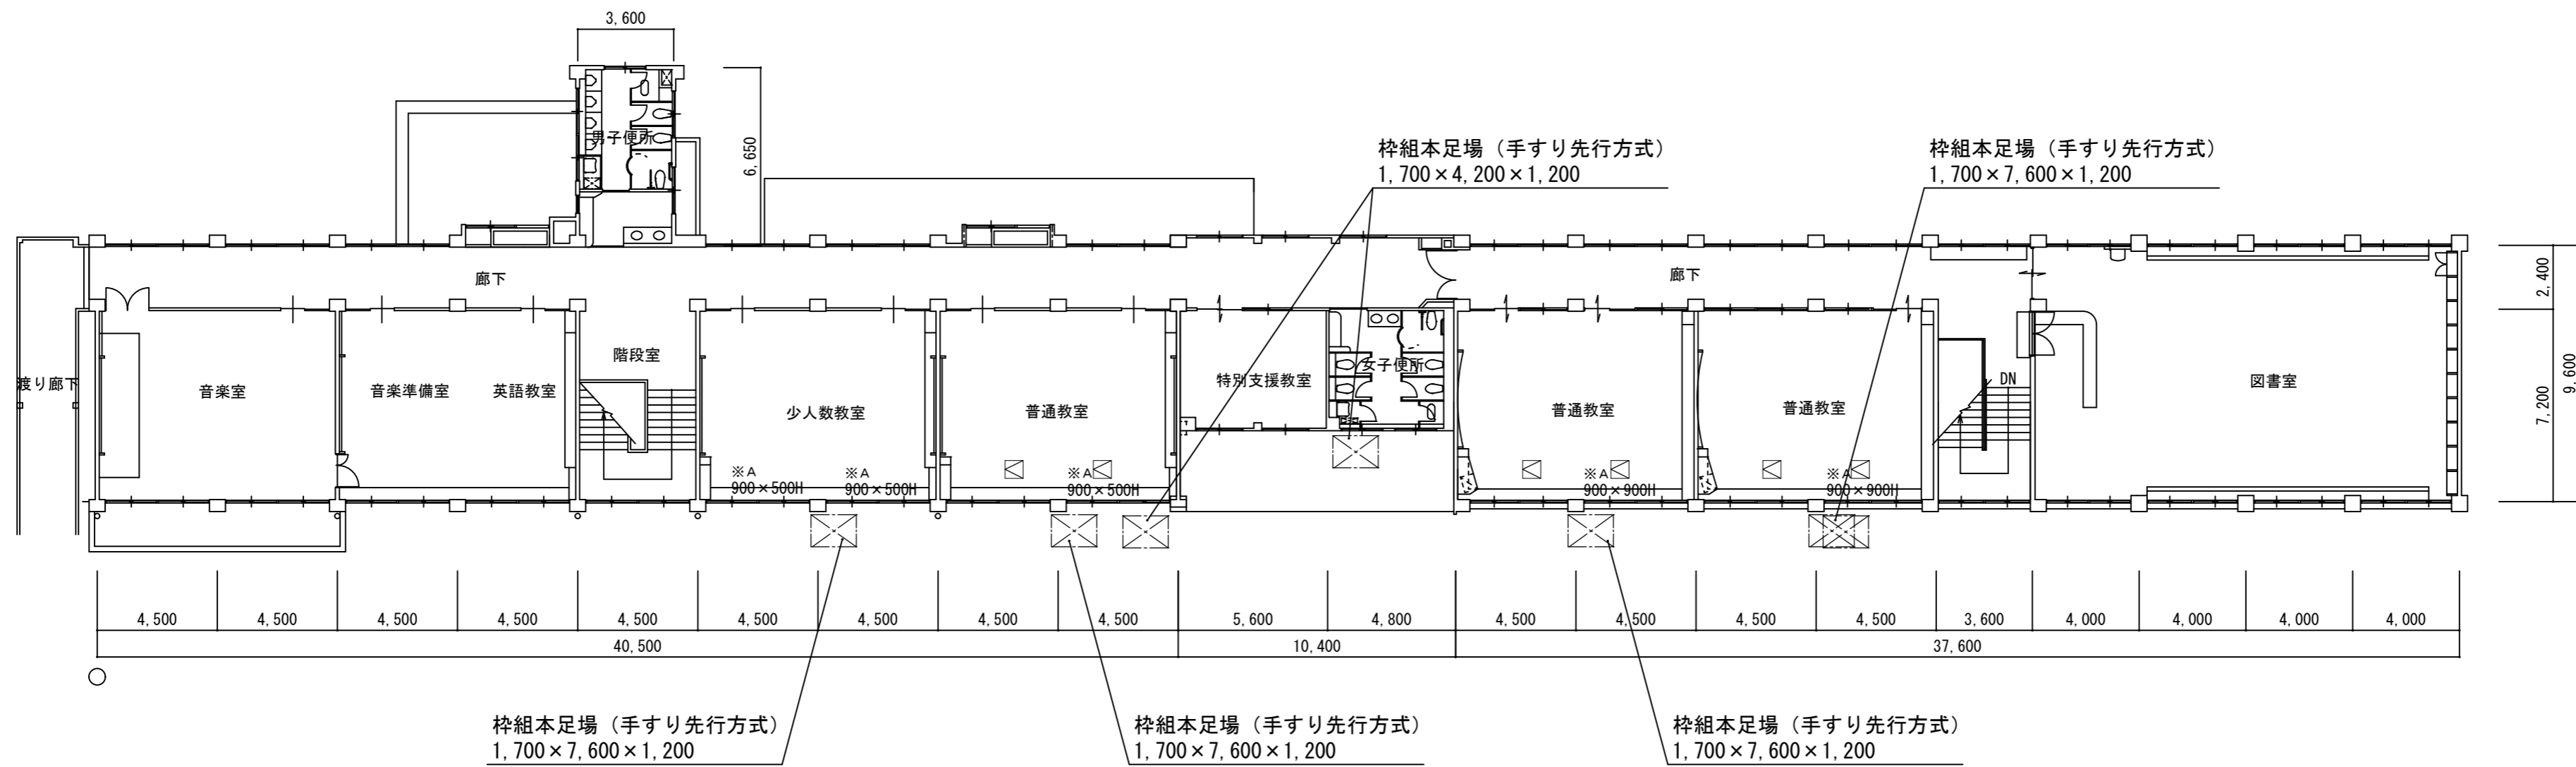 3,600
6,650
男子便所
枠組本足場（手すり先行方式）
1,700×4,200×1,200
枠組本足場（手すり先行方式）
1,700×7,600×1,200
廊下
廊下
2,400
7,200
9,600
渡り廊下
音楽室
音楽準備室
英語教室
階段室
少人数教室
普通教室
特別支援教室
女子便所
普通教室
普通教室
DN
図書室
※A
900×500H
※A
900×500H
※A
900×500H
※A
900×900H
※A
900×900H
4,500
4,500
4,500
4,500
4,500
4,500
4,500
4,500
4,500
5,600
4,800
4,500
4,500
4,500
4,500
3,600
4,000
4,000
4,000
4,000
40,500
10,400
37,600
枠組本足場（手すり先行方式）
1,700×7,600×1,200
枠組本足場（手すり先行方式）
1,700×7,600×1,200
枠組本足場（手すり先行方式）
1,700×7,600×1,200